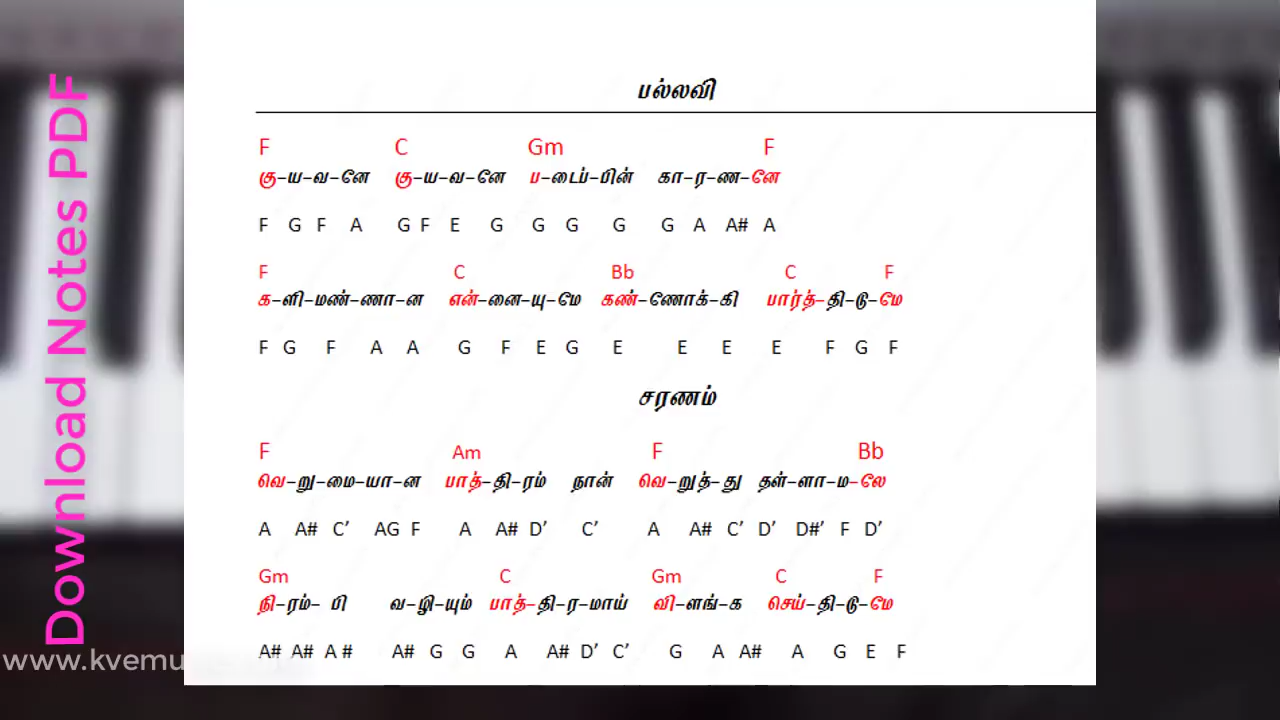 பல்லவி
F C Gm F
கு-ய-வ-னே கு-ய-வ-னே ப-டைப்-பின் கா-ர-ண-னே
F G F A G F E G G G G G A A# A
F C Bb C F
க-ளி-மண்-ணா-ன என்-னை-யு-மே கண்-ணோக்-கி பார்த்-தி-டு-மே
F G F A A G F E G E E E E F G F
சரணம்
F Am F Bb
வெ-று-மை-யா-ன பாத்-தி-ரம் நான் வெ-றுத்-து தள்-ளா-ம-லே
A A# C’ AG F A A# D’ C’ A A# C’ D’ D#’ F D’
Gm C Gm C F
நி-ரம்- பி வ-ழி-யும் பாத்-தி-ர-மாய் வி-ளங்-க செய்-தி-டு-மே
A# A# A # A# G G A A# D’ C’ G A A# A G E F
Download Notes PDF